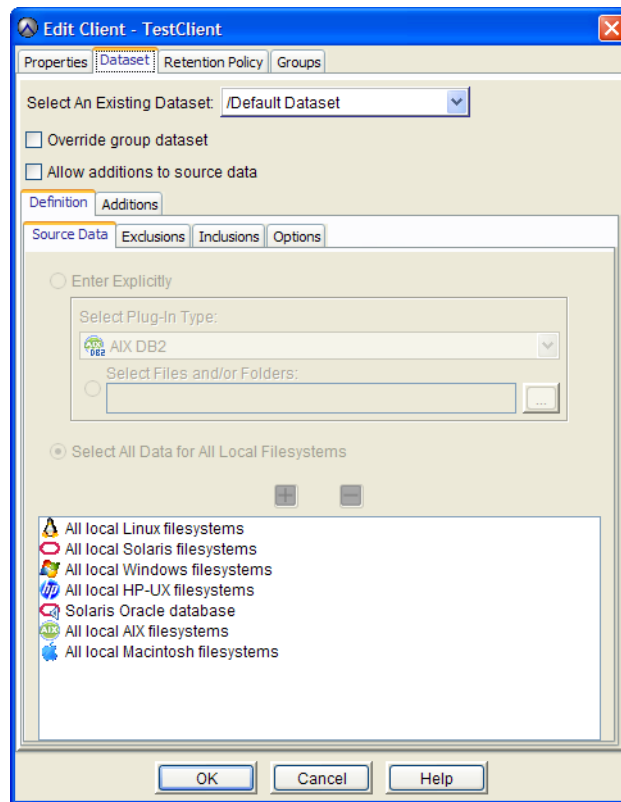 Edit Client - TestClient
Properties Dataset Retention Policy Groups
Select An Existing Dataset: /Default Dataset
Override group dataset
Allow additions to source data
Definition Additions
Source Data Exclusions Inclusions Options
Enter Explicitly
Select Plug-In Type:
AIX DB2
Select Files and/or Folders:
...
Select All Data for All Local Filesystems
All local Linux filesystems
All local Solaris filesystems
All local Windows filesystems
hp All local HP-UX filesystems
Solaris Oracle database
AIX All local AIX filesystems
All local Macintosh filesystems
OK Cancel Help